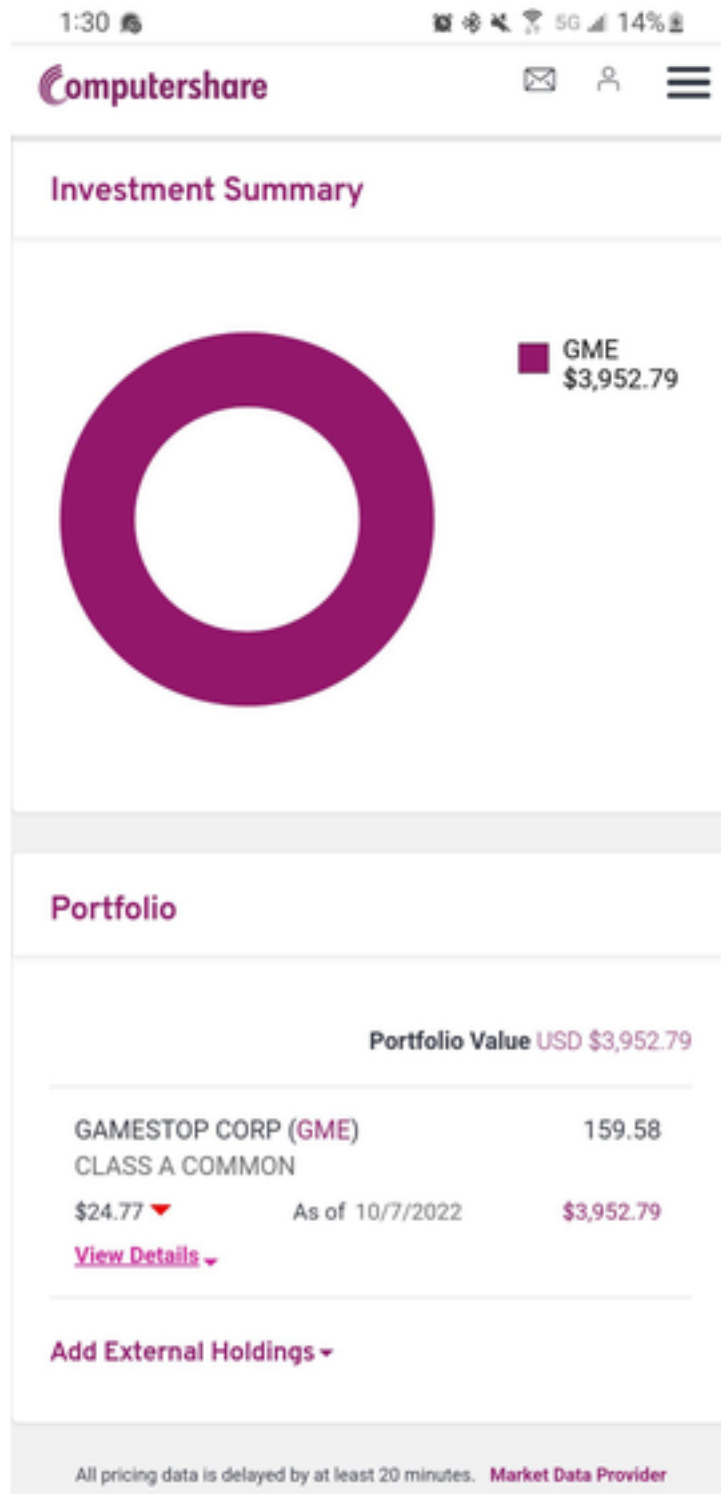 1:30 5G 14%
Computershare
Investment Summary
GME
$3,952.79
Portfolio
Portfolio Value USD $3,952.79
GAMESTOP CORP (GME) 159.58
CLASS A COMMON
$24.77 As of 10/7/2022 $3,952.79
View Details
Add External Holdings
All pricing data is delayed by at least 20 minutes. Market Data Provider